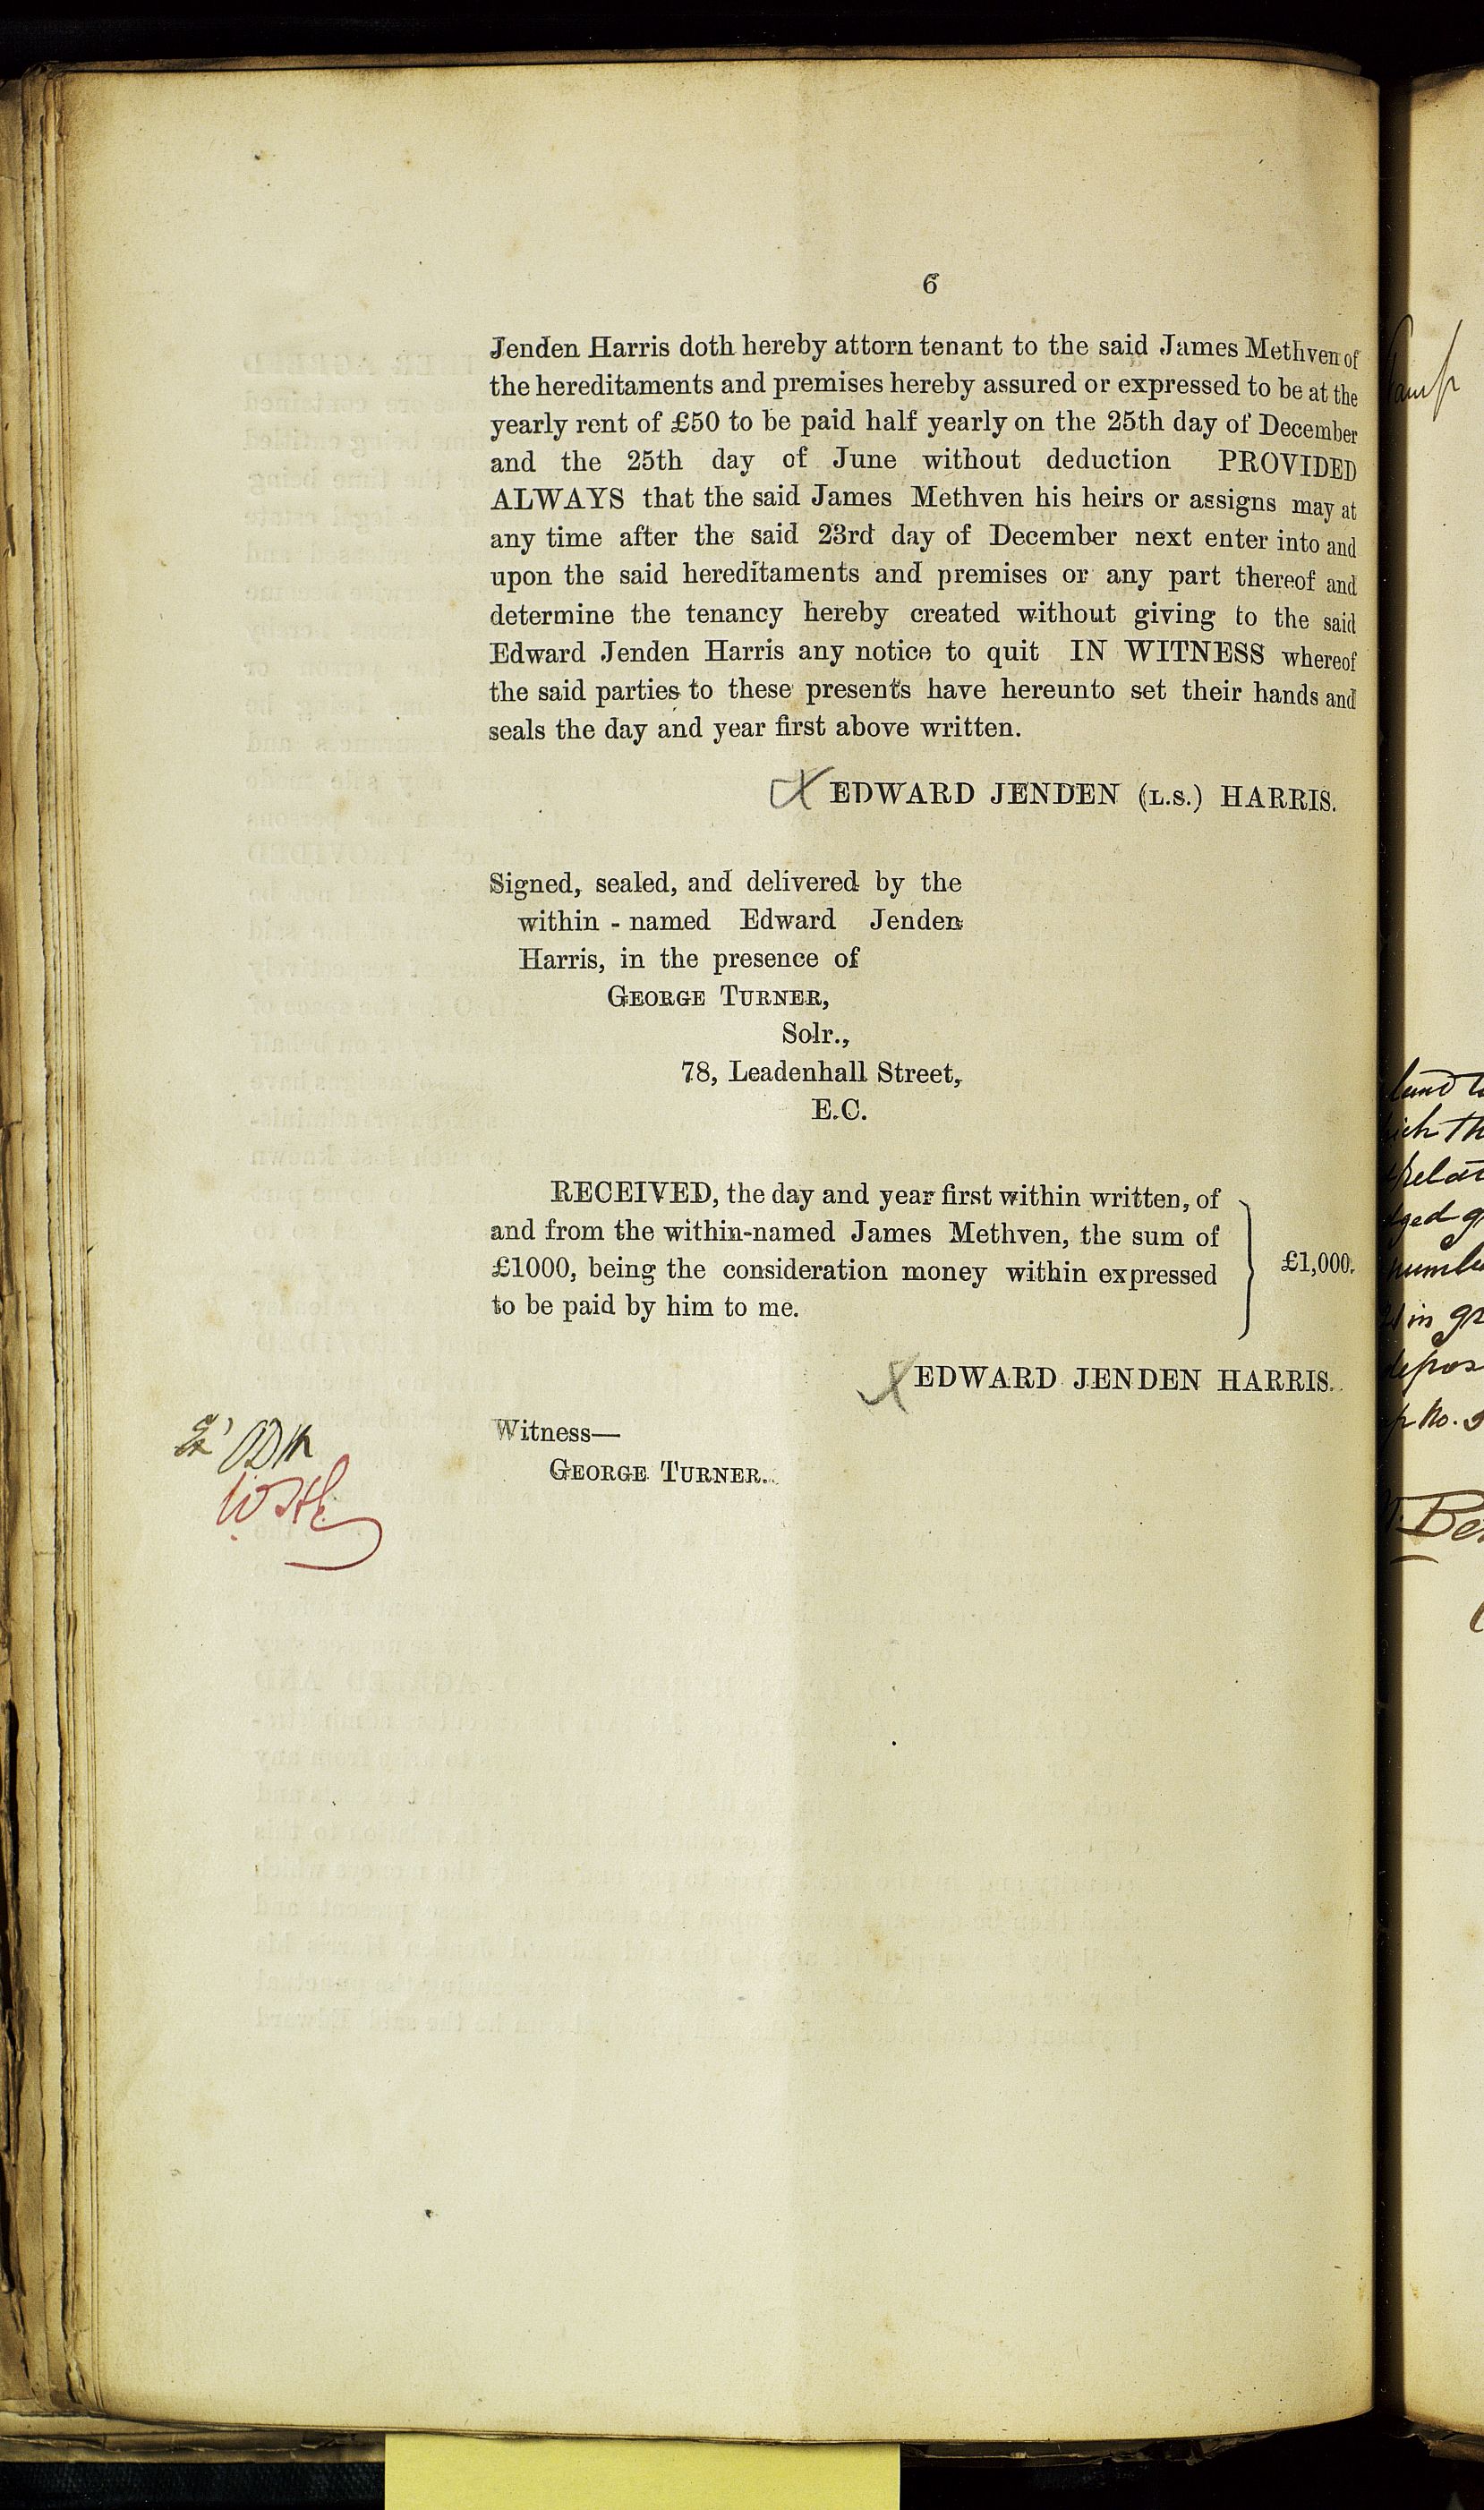 6
Jenden Harris doth hereby attorn tenant to the said James Methven of
the hereditaments and premises hereby assured or expressed to be at the
yearly rent of £50 to be paid half yearly on the 25th day of December
and the 25th day of June without deduction PROVIDED
ALWAYS that the said James Methven his heirs or assigns may at
any time after the said 23rd day of December next enter into and
upon the said hereditaments and premises or any part thereof and
determine the tenancy hereby created without giving to the said
Edward Jenden Harris any notice to quit IN WITNESS whereof
the said parties to these presents have hereunto set their hands and
seals the day and year first above written.
EDWARD JENDEN (L.S.) HARRIS.
Signed, sealed, and delivered by the
within - named Edward Jenden
Harris, in the presence of
GEORGE TURNER,
Solr.,
78, Leadenhall Street,
E.C.
RECEIVED, the day and year first within written, of
and from the within-named James Methven, the sum of
£1000, being the consideration money within expressed
to be paid by him to me.
£1,000.
EDWARD JENDEN HARRIS.
Witness—
GEORGE TURNER.